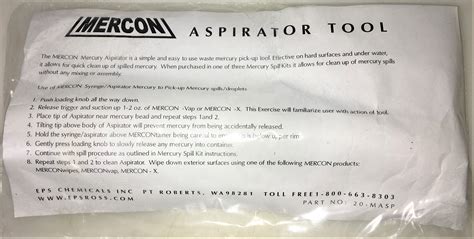 MERCON ASPIRATOR TOOL
The MERCON Mercury Aspirator is a simple and easy to use waste mercury pick-up tool. Effective on hard surfaces and under water,
it allows for quick clean up of spilled mercury. When purchased in one of three Mercury Spill Kits it allows for clean up of mercury spills
without any mixing or assembly.
Use of MERCON Syringe/Aspirator Mercury to Pick-up Mercury spills/droplets
1. Push loading knob all the way down.
2. Release trigger and suction up 1-2 oz. of MERCON -Vap or MERCON -X. This Exercise will familiarize user with action of tool.
3. Place tip of Aspirator near mercury bead and repeat steps 1and 2.
4. Tilting tip above body of Aspirator will prevent mercury from being accidentally released.
5. Hold the syringe/aspirator above MERCONtainer being careful to
6. Gently press loading knob to slowly release any mercury into container.
7. Continue with spill procedure as outlined in Mercury Spill Kit instructions.
8. Repeat steps 1 and 2 to clean Aspirator. Wipe down exterior surfaces using one of the following MERCON products:
MERCONwipes, MERCONvap, MERCON - X.
EPS CHEMICALS INC PT ROBERTS, WA98281 TOLL FREE1-800-663-8303
WWW.EPSROSS.COM PART NO: 20-MASP